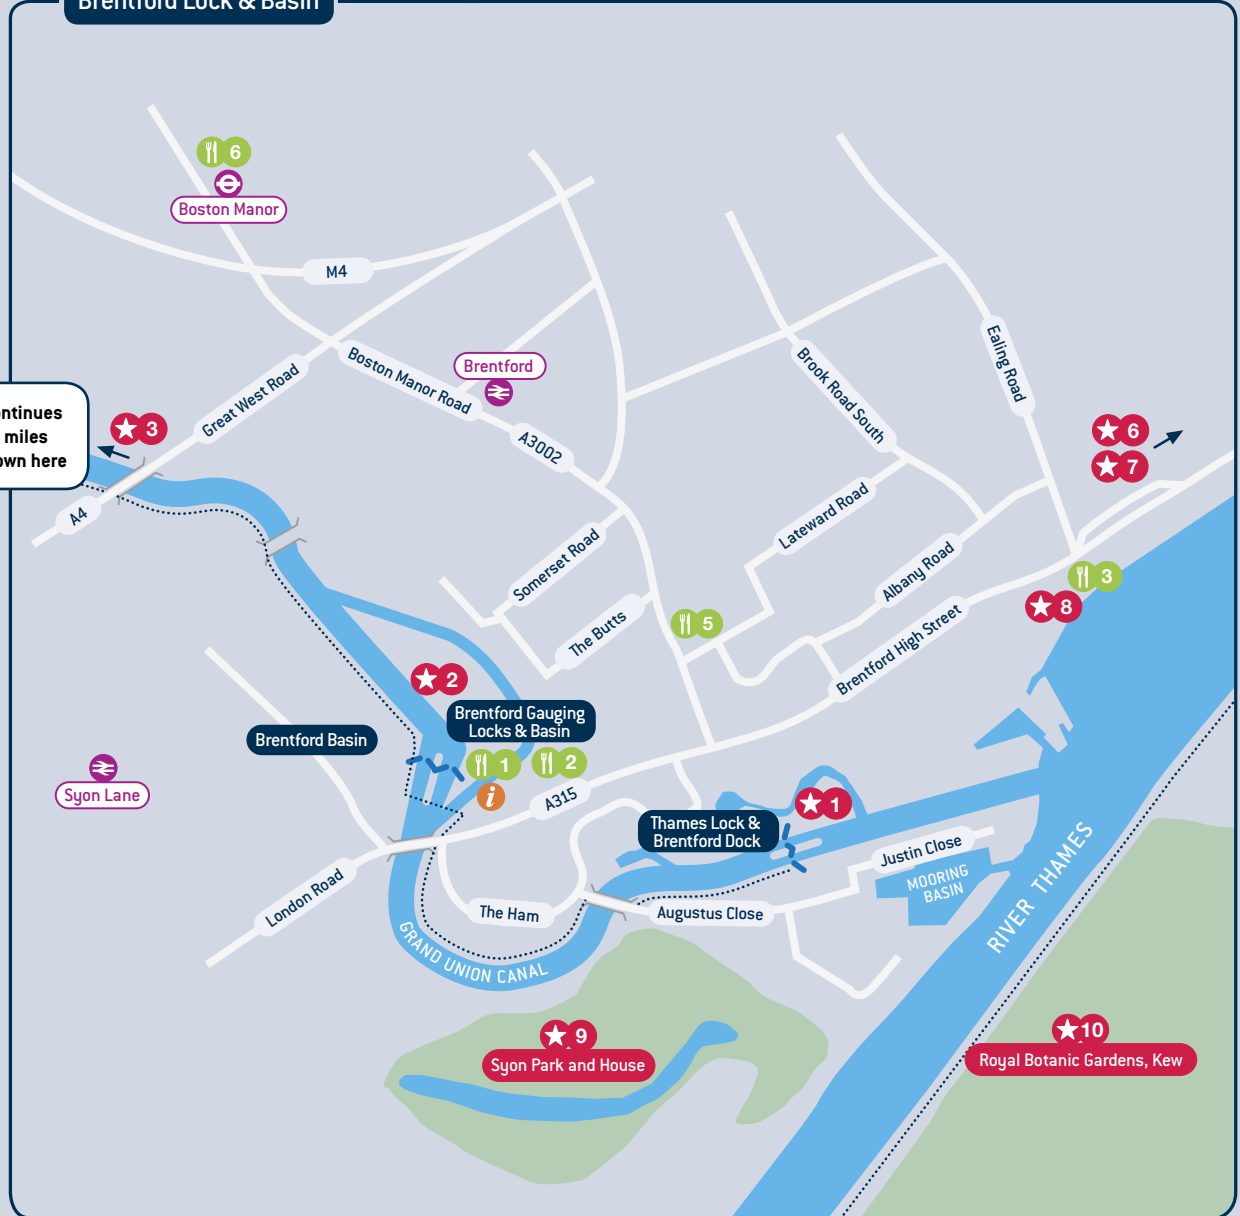 Brentford Lock & Basin
6
Boston Manor
M4
Great West Road
Boston Manor Road
Brentford
A3002
Brook Road South
Ealing Road
3
miles
here
A4
6
7
Lateward Road
Somerset Road
The Butts
5
Albany Road
Brentford High Street
3
8
2
Brentford Gauging
Locks & Basin
Brentford Basin
1
2
i
A315
Syon Lane
London Road
The Ham
Thames Lock &
Brentford Dock
1
Justin Close
MOORING
BASIN
Augustus Close
GRAND UNION CANAL
RIVER THAMES
9
Syon Park and House
10
Royal Botanic Gardens, Kew